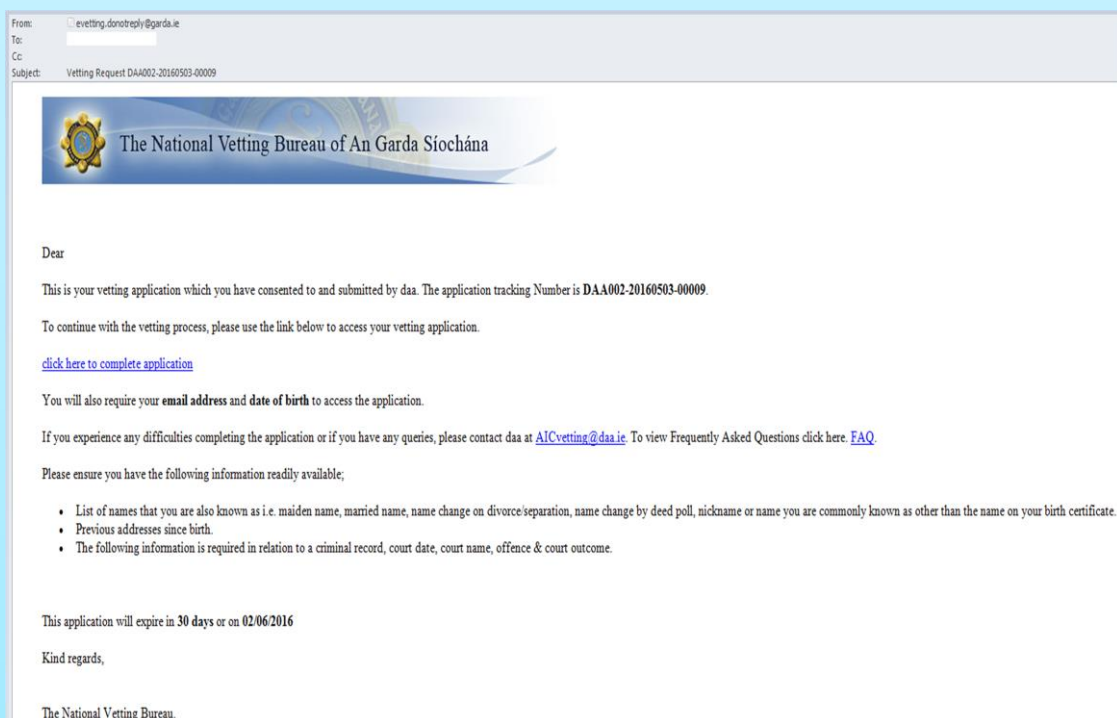 From: evetting.donotreply@garda.ie
To:
Cc:
Subject: Vetting Request DAA002-20160503-00009
The National Vetting Bureau of An Garda Síochána
Dear
This is your vetting application which you have consented to and submitted by daa. The application tracking Number is DAA002-20160503-00009.
To continue with the vetting process, please use the link below to access your vetting application.
click here to complete application
You will also require your email address and date of birth to access the application.
If you experience any difficulties completing the application or if you have any queries, please contact daa at AICvetting@daa.ie. To view Frequently Asked Questions click here. FAQ.
Please ensure you have the following information readily available;
• List of names that you are also known as i.e. maiden name, married name, name change on divorce/separation, name change by deed poll, nickname or name you are commonly known as other than the name on your birth certificate.
• Previous addresses since birth.
• The following information is required in relation to a criminal record, court date, court name, offence & court outcome.
This application will expire in 30 days or on 02/06/2016
Kind regards,
The National Vetting Bureau.